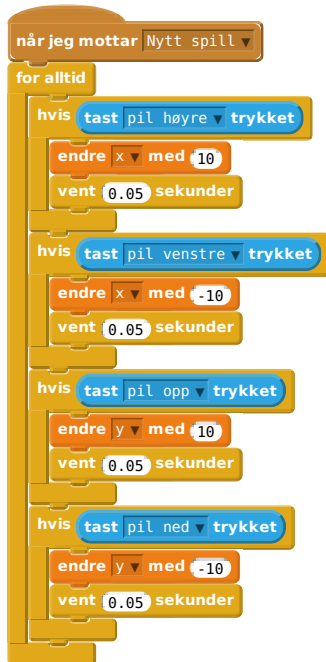 når jeg mottar Nytt spill
for alltid
hvis tast pil høyre trykket
endre x med 10
vent 0.05 sekunder
hvis tast pil venstre trykket
endre x med -10
vent 0.05 sekunder
hvis tast pil opp trykket
endre y med 10
vent 0.05 sekunder
hvis tast pil ned trykket
endre y med -10
vent 0.05 sekunder